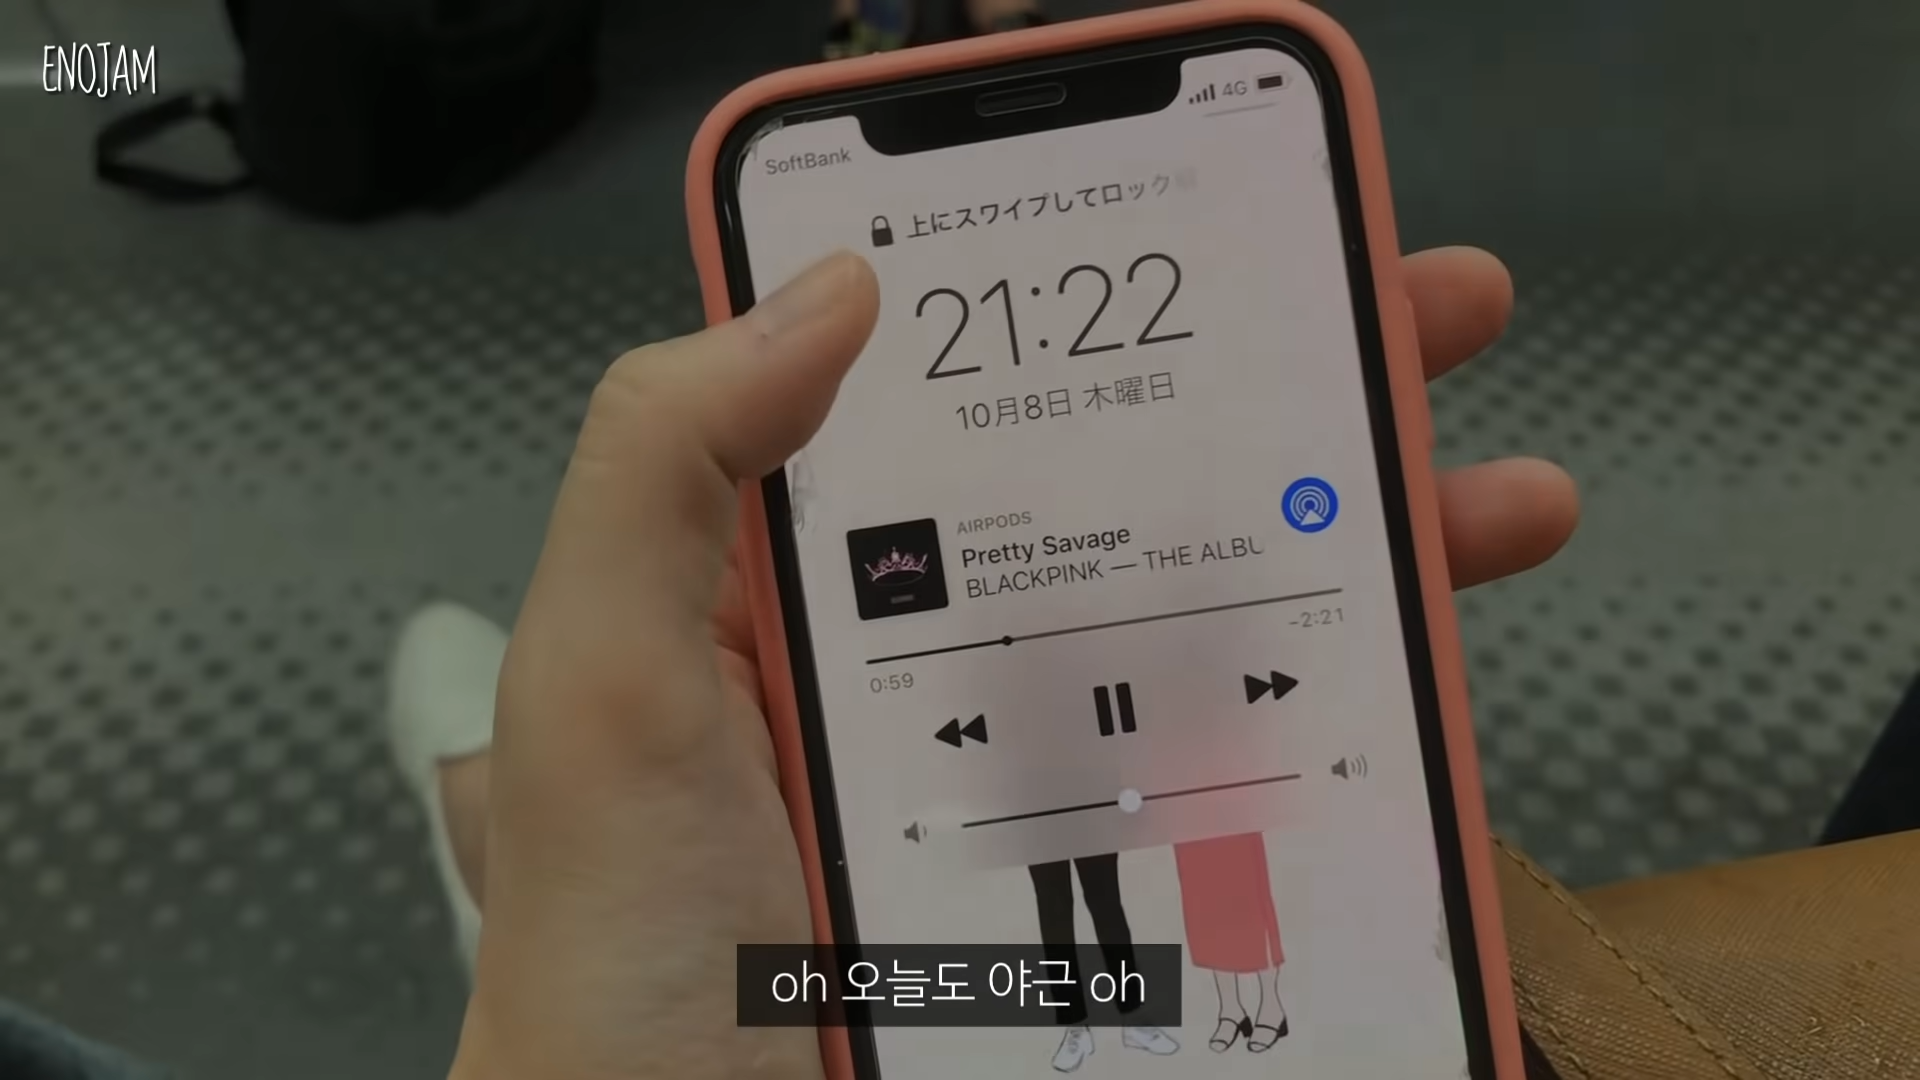 ENOJAM
4G
SoftBank
上にスワイプしてロック
21:22
10月8日 木曜日
AIRPODS
Pretty Savage
BLACKPINK — THE ALBU
0:59
-2:21
oh 오늘도 야근 oh